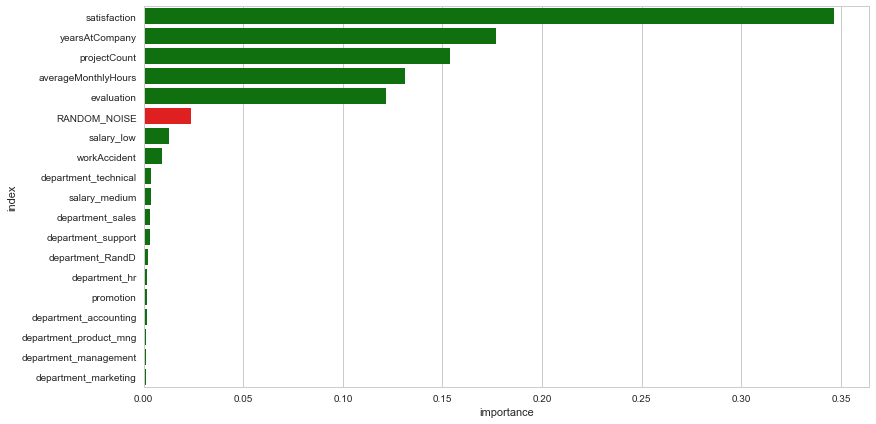 satisfaction
yearsAtCompany
projectCount
averageMonthlyHours
evaluation
RANDOM_NOISE
salary_low
workAccident
department_technical
salary_medium
department_sales
department_support
department_RandD
department_hr
promotion
department_accounting
department_product_mng
department_management
department_marketing
index
0.00 0.05 0.10 0.15 0.20 0.25 0.30 0.35
importance